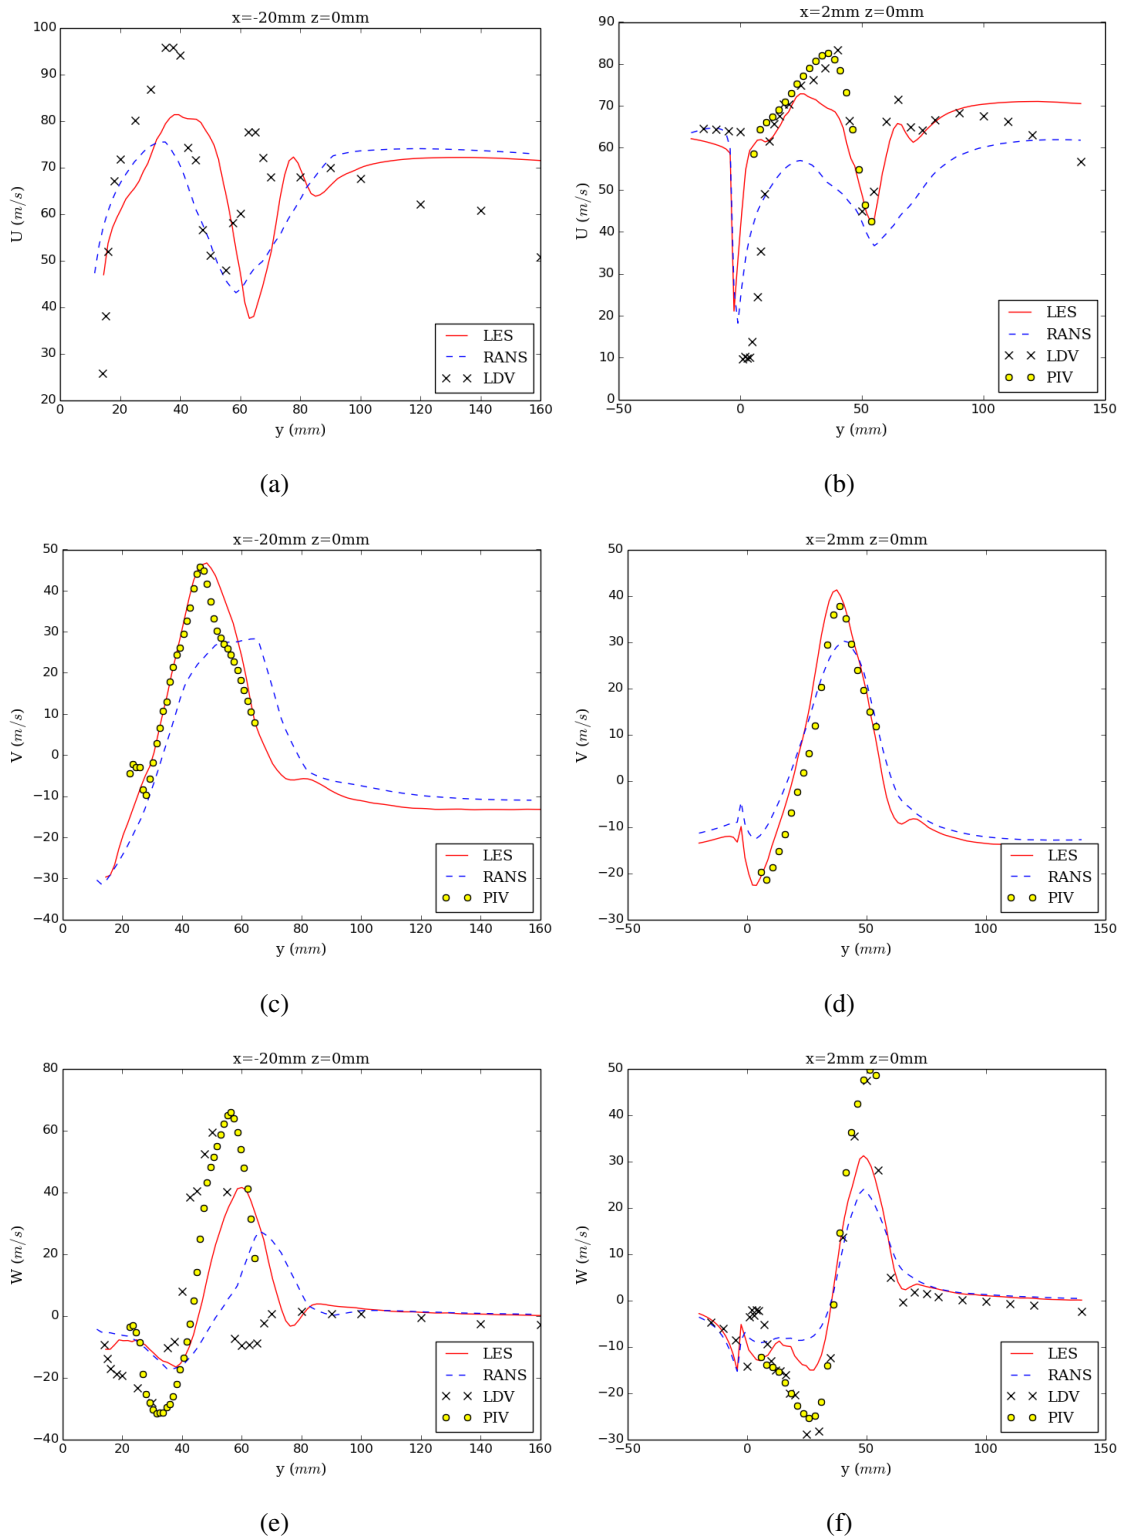 x=-20mm z=0mm
100
90
80
70
60
50
40
30
20
U (m/s)
0 20 40 60 80 100 120 140 160
y (mm)
LES
RANS
LDV
(a)
x=2mm z=0mm
90
80
70
60
50
40
30
20
10
0
U (m/s)
−50 0 50 100 150
y (mm)
LES
RANS
LDV
PIV
(b)
x=-20mm z=0mm
50
40
30
20
10
0
−10
−20
−30
−40
V (m/s)
0 20 40 60 80 100 120 140 160
y (mm)
LES
RANS
PIV
(c)
x=2mm z=0mm
50
40
30
20
10
0
−10
−20
−30
V (m/s)
−50 0 50 100 150
y (mm)
LES
RANS
PIV
(d)
x=-20mm z=0mm
80
60
40
20
0
−20
−40
W (m/s)
0 20 40 60 80 100 120 140 160
y (mm)
LES
RANS
LDV
PIV
(e)
x=2mm z=0mm
50
40
30
20
10
0
−10
−20
−30
W (m/s)
−50 0 50 100 150
y (mm)
LES
RANS
LDV
PIV
(f)